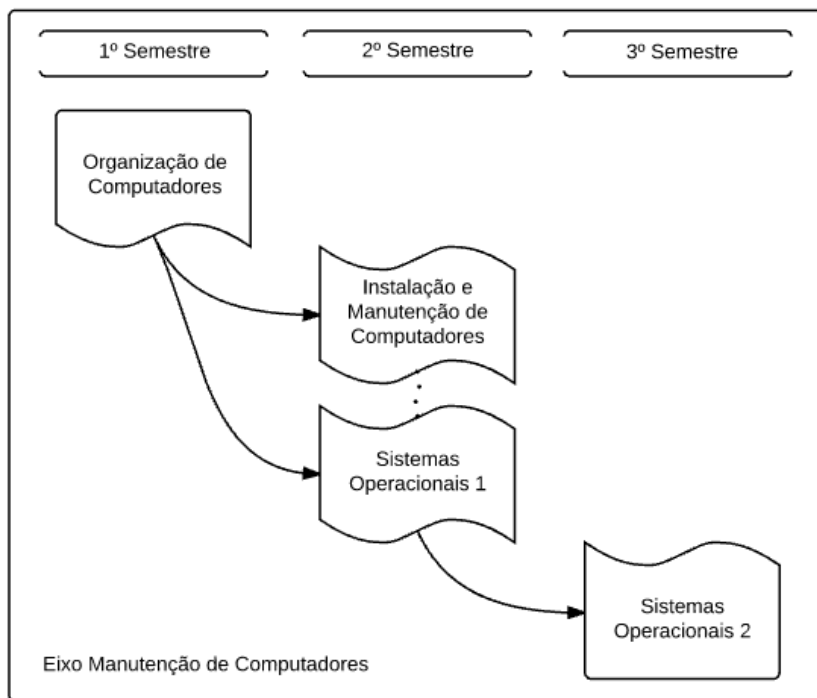 1º Semestre
2º Semestre
3º Semestre
Organização de
Computadores
Instalação e
Manutenção de
Computadores
Sistemas
Operacionais 1
Sistemas
Operacionais 2
Eixo Manutenção de Computadores